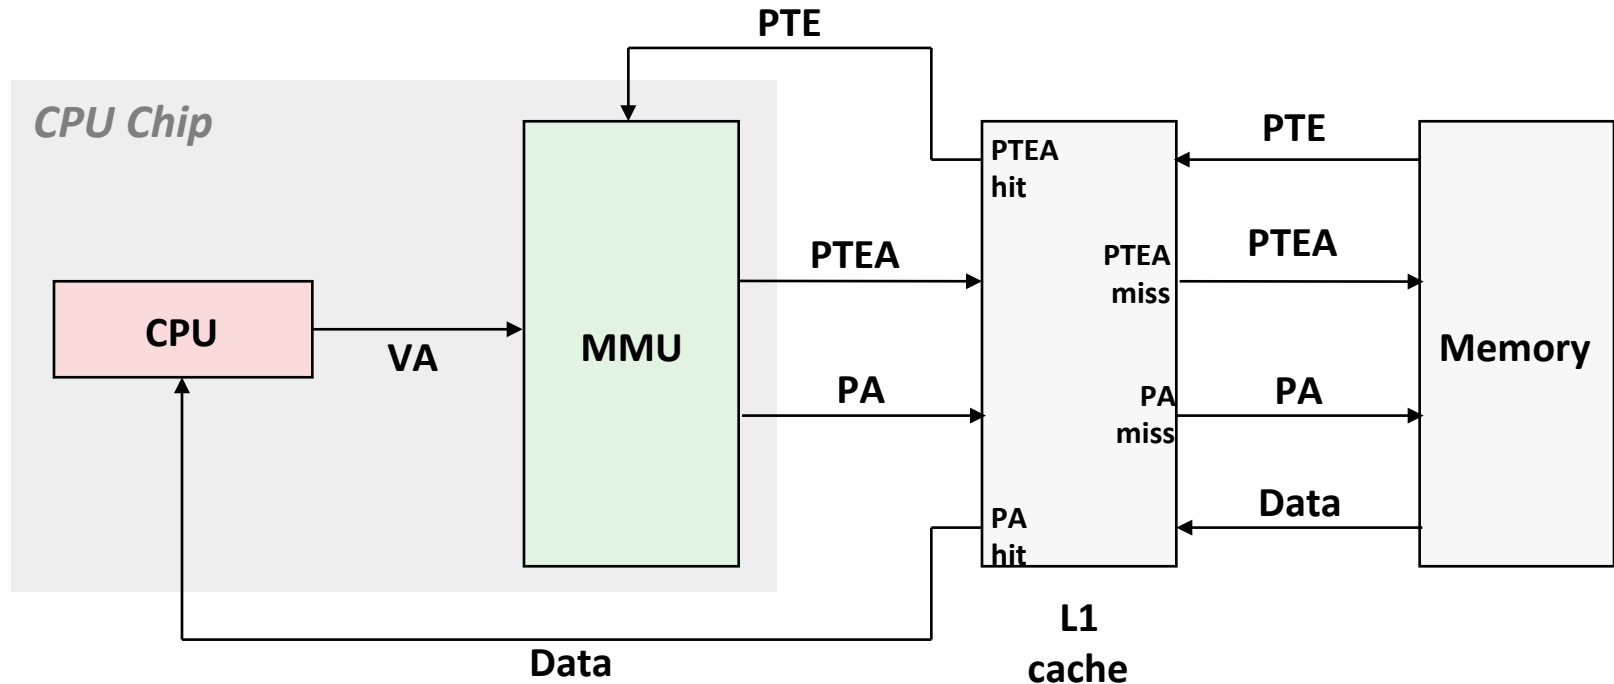 PTE
CPU Chip
PTEA
hit
PTE
PTEA
PTEA
miss
PTEA
CPU
VA
MMU
Memory
PA
PA
miss
PA
PA
hit
Data
L1
cache
Data